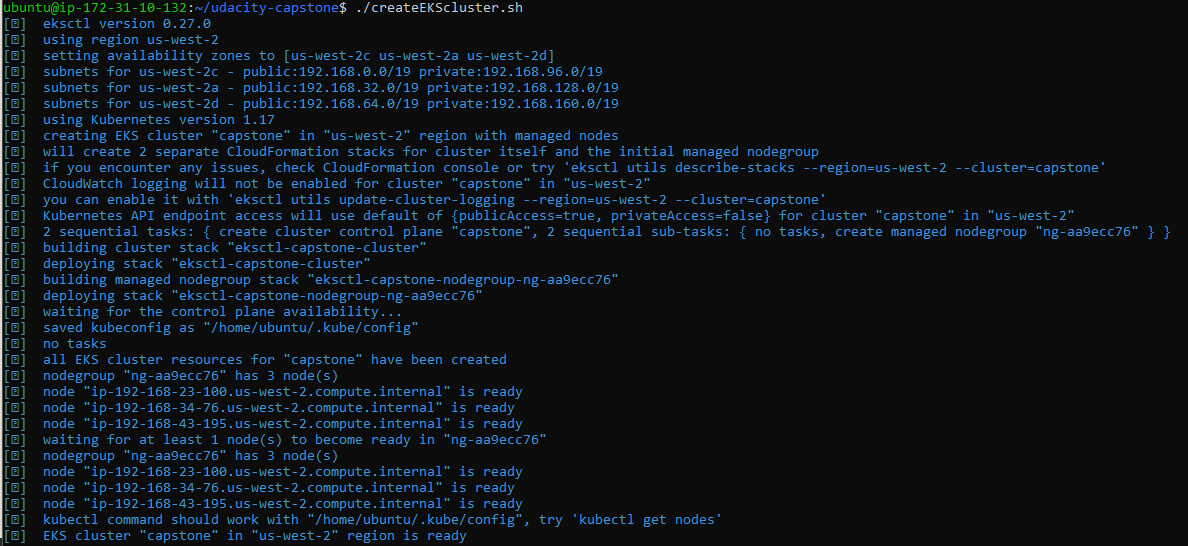 ubuntu@ip-172-31-10-132:~/udacity-capstone$ ./createEKScluster.sh
[ℹ]  eksctl version 0.27.0
[ℹ]  using region us-west-2
[ℹ]  setting availability zones to [us-west-2c us-west-2a us-west-2d]
[ℹ]  subnets for us-west-2c - public:192.168.0.0/19 private:192.168.96.0/19
[ℹ]  subnets for us-west-2a - public:192.168.32.0/19 private:192.168.128.0/19
[ℹ]  subnets for us-west-2d - public:192.168.64.0/19 private:192.168.160.0/19
[ℹ]  using Kubernetes version 1.17
[ℹ]  creating EKS cluster "capstone" in "us-west-2" region with managed nodes
[ℹ]  will create 2 separate CloudFormation stacks for cluster itself and the initial managed nodegroup
[ℹ]  if you encounter any issues, check CloudFormation console or try 'eksctl utils describe-stacks --region=us-west-2 --cluster=capstone'
[ℹ]  CloudWatch logging will not be enabled for cluster "capstone" in "us-west-2"
[ℹ]  you can enable it with 'eksctl utils update-cluster-logging --region=us-west-2 --cluster=capstone'
[ℹ]  Kubernetes API endpoint access will use default of {publicAccess=true, privateAccess=false} for cluster "capstone" in "us-west-2"
[ℹ]  2 sequential tasks: { create cluster control plane "capstone", 2 sequential sub-tasks: { no tasks, create managed nodegroup "ng-aa9ecc76" } }
[ℹ]  building cluster stack "eksctl-capstone-cluster"
[ℹ]  deploying stack "eksctl-capstone-cluster"
[ℹ]  building managed nodegroup stack "eksctl-capstone-nodegroup-ng-aa9ecc76"
[ℹ]  deploying stack "eksctl-capstone-nodegroup-ng-aa9ecc76"
[ℹ]  waiting for the control plane availability...
[ℹ]  saved kubeconfig as "/home/ubuntu/.kube/config"
[ℹ]  no tasks
[ℹ]  all EKS cluster resources for "capstone" have been created
[ℹ]  nodegroup "ng-aa9ecc76" has 3 node(s)
[ℹ]  node "ip-192-168-23-100.us-west-2.compute.internal" is ready
[ℹ]  node "ip-192-168-34-76.us-west-2.compute.internal" is ready
[ℹ]  node "ip-192-168-43-195.us-west-2.compute.internal" is ready
[ℹ]  waiting for at least 1 node(s) to become ready in "ng-aa9ecc76"
[ℹ]  nodegroup "ng-aa9ecc76" has 3 node(s)
[ℹ]  node "ip-192-168-23-100.us-west-2.compute.internal" is ready
[ℹ]  node "ip-192-168-34-76.us-west-2.compute.internal" is ready
[ℹ]  node "ip-192-168-43-195.us-west-2.compute.internal" is ready
[ℹ]  kubectl command should work with "/home/ubuntu/.kube/config", try 'kubectl get nodes'
[ℹ]  EKS cluster "capstone" in "us-west-2" region is ready